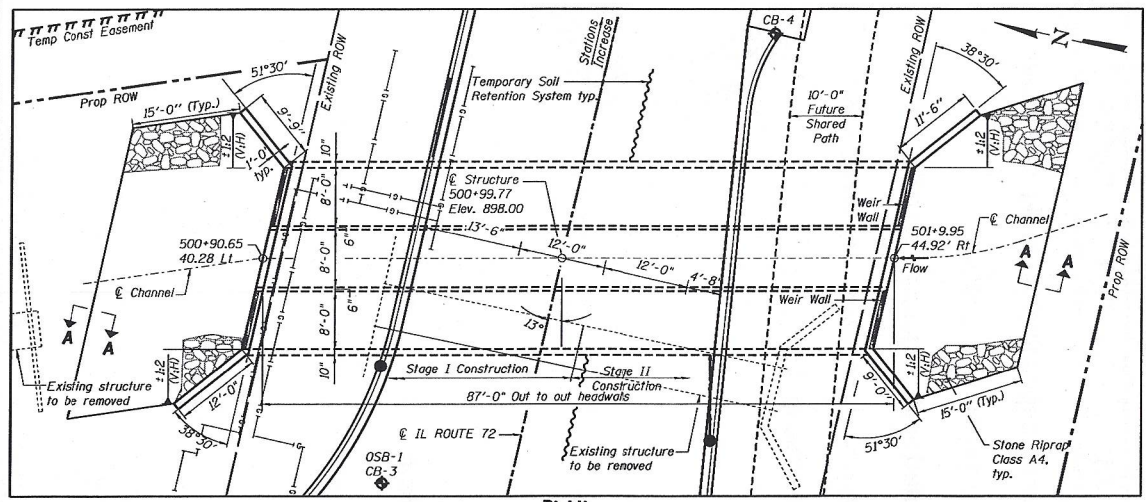 Temp Const Easement
Prop ROW
51°30'
Existing ROW
15'-0" (Typ.)
9'-9"
± 1:2
(V:H)
1'-0"
typ.
10"
8'-0"
6"
8'-0"
6"
8'-0"
10"
Temporary Soil
Retention System typ.
Stations
Increase
CB-4
10'-0"
Future
Shared
Path
Existing ROW
38°30'
N
11'-6"
± 1:2
(V:H)
℄ Structure
500+99.77
Elev. 898.00
13'-6"
12'-0"
12'-0"
4'-8"
13°
Weir
Wall
℄ Channel
501+9.95
44.92' Rt
Flow
Weir Wall
A A
Prop ROW
500+90.65
40.28 Lt
℄ Channel
A A
± 1:2
(V:H)
Existing structure
to be removed
12'-0"
38°30'
Stage I Construction
Stage II
Construction
87'-0" Out to out headwals
℄ IL ROUTE 72
OSB-1
CB-3
Existing structure
to be removed
± 1:2
(V:H)
9'-0"
51°30'
15'-0" (Typ.)
Stone Riprap
Class A4,
typ.